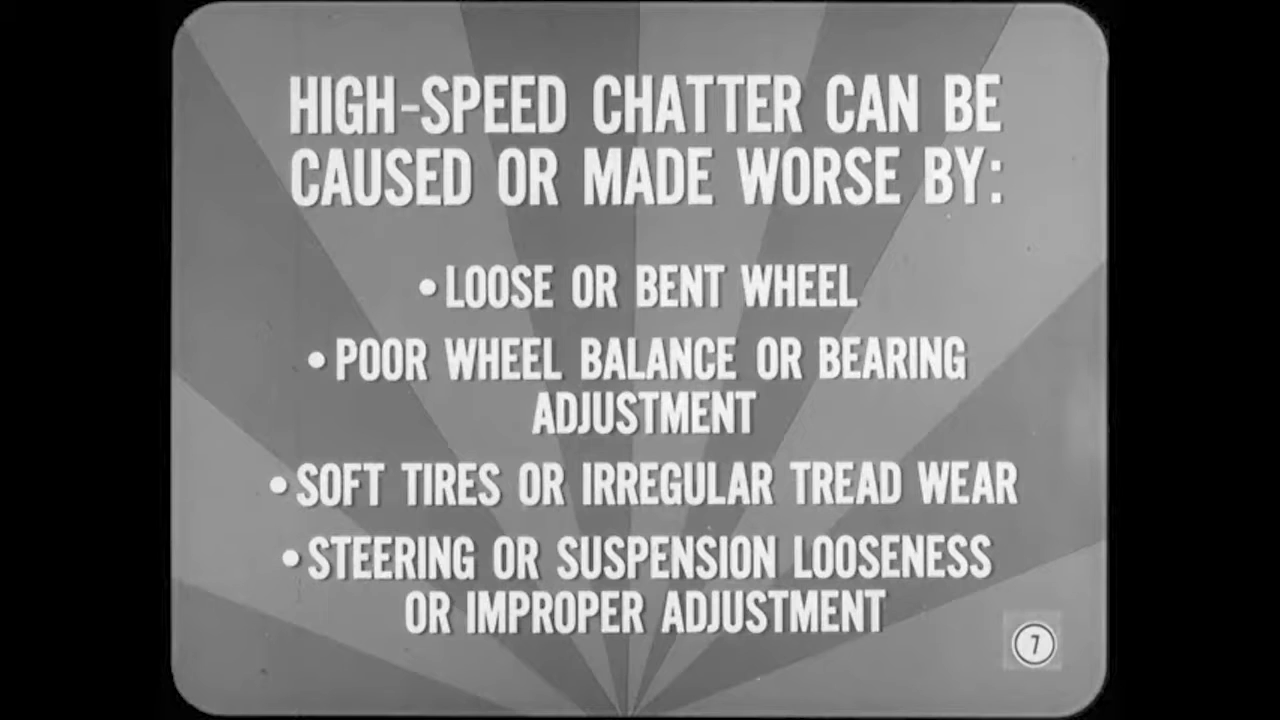 HIGH-SPEED CHATTER CAN BE
CAUSED OR MADE WORSE BY:
• LOOSE OR BENT WHEEL
• POOR WHEEL BALANCE OR BEARING
ADJUSTMENT
• SOFT TIRES OR IRREGULAR TREAD WEAR
• STEERING OR SUSPENSION LOOSENESS
OR IMPROPER ADJUSTMENT
7